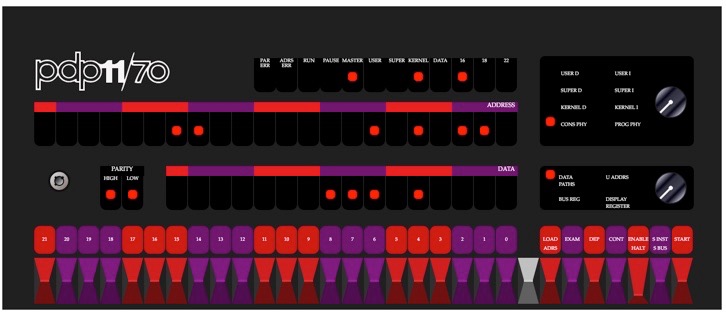 pdp11/70
PAR ERR
ADRS ERR
RUN
PAUSE
MASTER
USER
SUPER
KERNEL
DATA
16
18
22
USER D
USER I
SUPER D
SUPER I
KERNEL D
KERNEL I
CONS PHY
PROG PHY
ADDRESS
PARITY
HIGH LOW
DATA
DATA PATHS
U ADDRS
BUS REG
DISPLAY REGISTER
21 20 19 18 17 16 15 14 13 12 11 10 9 8 7 6 5 4 3 2 1 0
LOAD ADRS
EXAM
DEP
CONT
ENABLE HALT
S INST S BUS
START